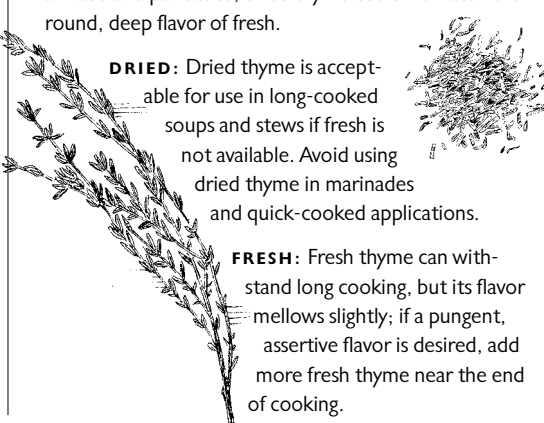 round, deep flavor of fresh.
DRIED: Dried thyme is accept-
able for use in long-cooked
soups and stews if fresh is
not available. Avoid using
dried thyme in marinades
and quick-cooked applications.
FRESH: Fresh thyme can with-
stand long cooking, but its flavor
mellows slightly; if a pungent,
assertive flavor is desired, add
more fresh thyme near the end
of cooking.